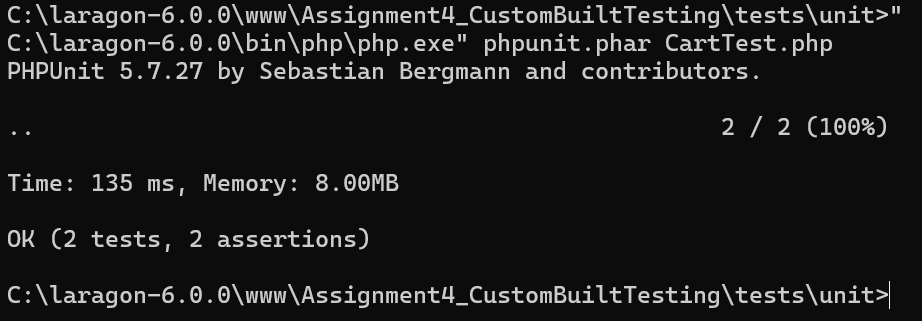 C:\laragon-6.0.0\www\Assignment4_CustomBuiltTesting\tests\unit>"
C:\laragon-6.0.0\bin\php\php.exe" phpunit.phar CartTest.php
PHPUnit 5.7.27 by Sebastian Bergmann and contributors.
.. 2 / 2 (100%)
Time: 135 ms, Memory: 8.00MB
OK (2 tests, 2 assertions)
C:\laragon-6.0.0\www\Assignment4_CustomBuiltTesting\tests\unit>